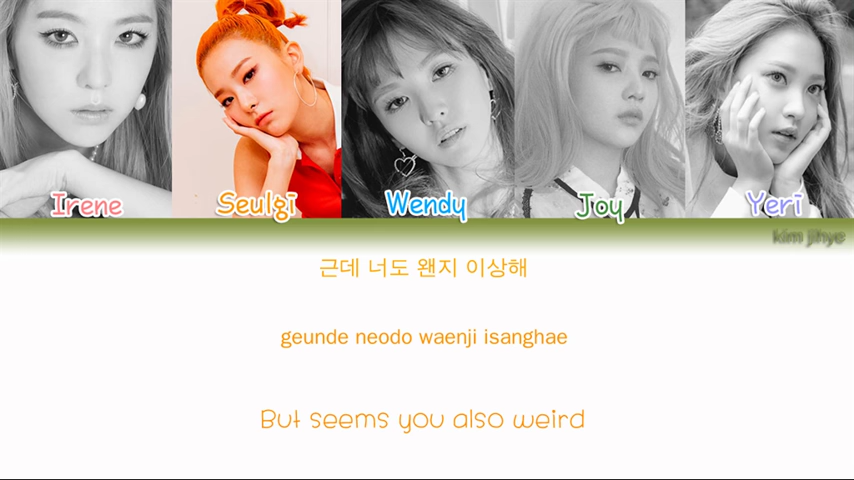 Irene Seulgi Wendy Joy Yeri
Kim Jihye
근데 너도 왠지 이상해
geunde neodo waenji isanghae
But seems you also weird